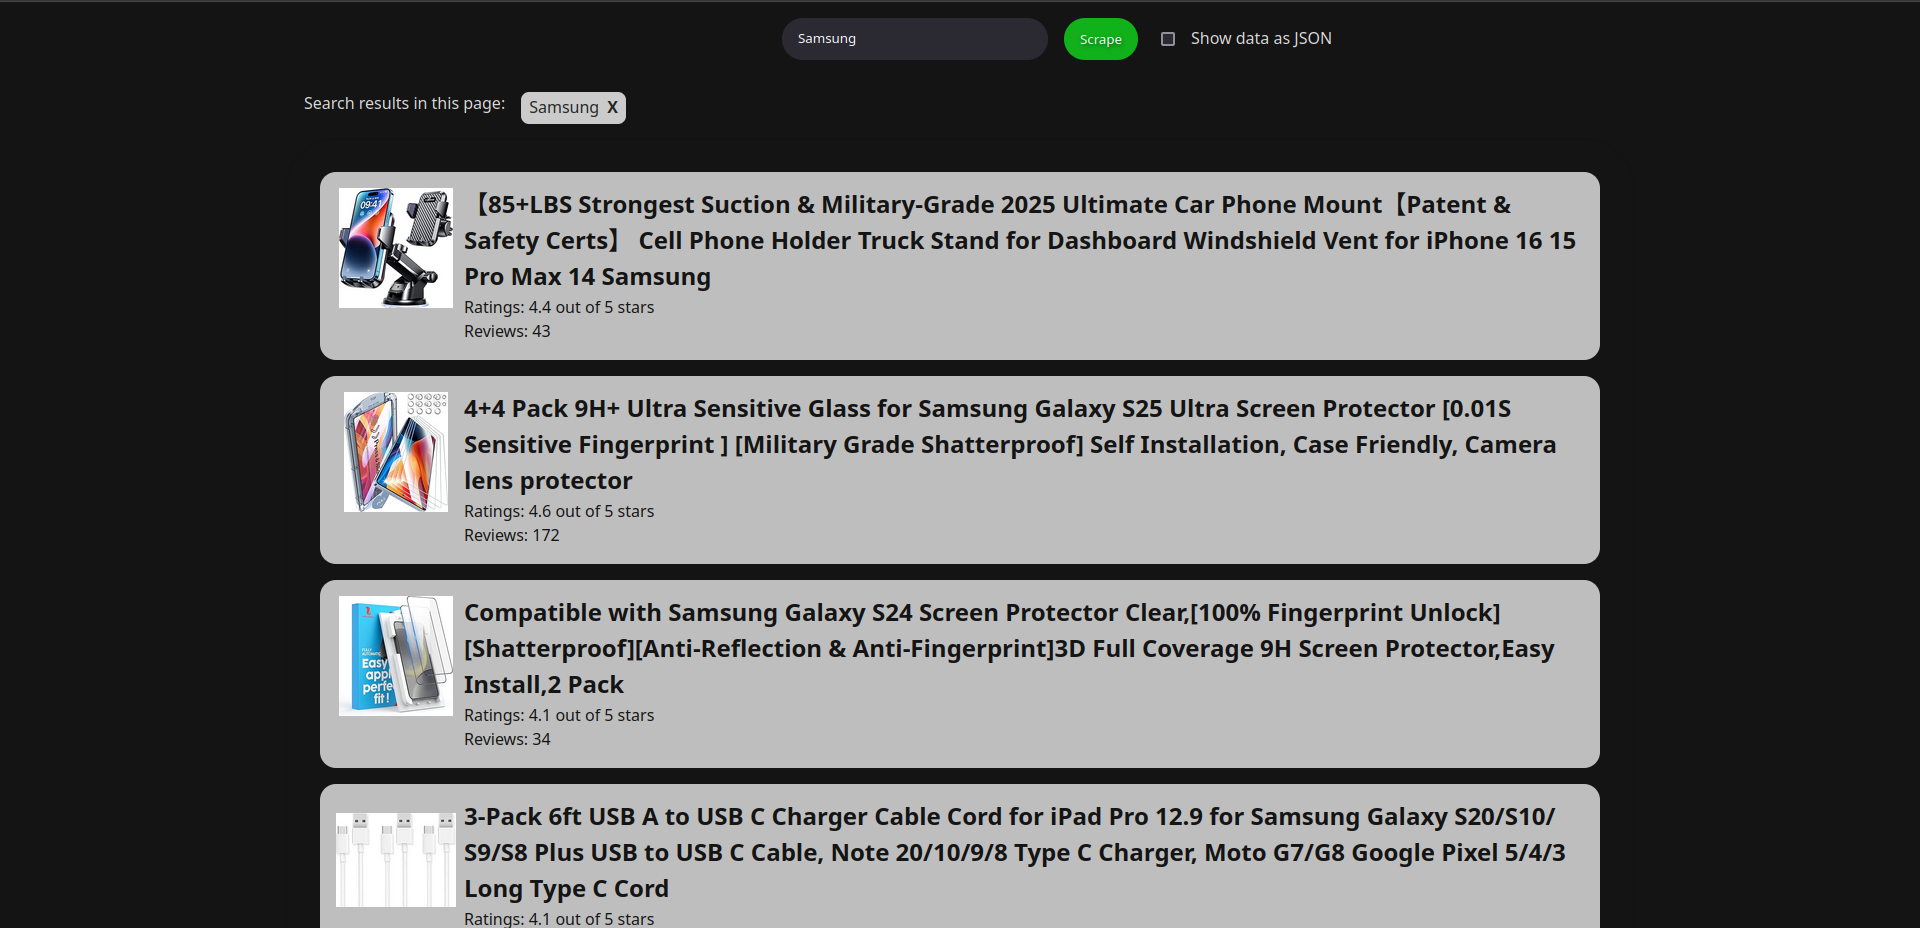 Samsung
Scrape
Show data as JSON
Search results in this page:
Samsung X
【85+LBS Strongest Suction & Military-Grade 2025 Ultimate Car Phone Mount【Patent &
Safety Certs】 Cell Phone Holder Truck Stand for Dashboard Windshield Vent for iPhone 16 15
Pro Max 14 Samsung
Ratings: 4.4 out of 5 stars
Reviews: 43
09:41
4+4 Pack 9H+ Ultra Sensitive Glass for Samsung Galaxy S25 Ultra Screen Protector [0.01S
Sensitive Fingerprint ] [Military Grade Shatterproof] Self Installation, Case Friendly, Camera
lens protector
Ratings: 4.6 out of 5 stars
Reviews: 172
Compatible with Samsung Galaxy S24 Screen Protector Clear,[100% Fingerprint Unlock]
[Shatterproof][Anti-Reflection & Anti-Fingerprint]3D Full Coverage 9H Screen Protector,Easy
Install,2 Pack
Ratings: 4.1 out of 5 stars
Reviews: 34
Easy
appl
perfe
fit !
3-Pack 6ft USB A to USB C Charger Cable Cord for iPad Pro 12.9 for Samsung Galaxy S20/S10/
S9/S8 Plus USB to USB C Cable, Note 20/10/9/8 Type C Charger, Moto G7/G8 Google Pixel 5/4/3
Long Type C Cord
Ratings: 4.1 out of 5 stars